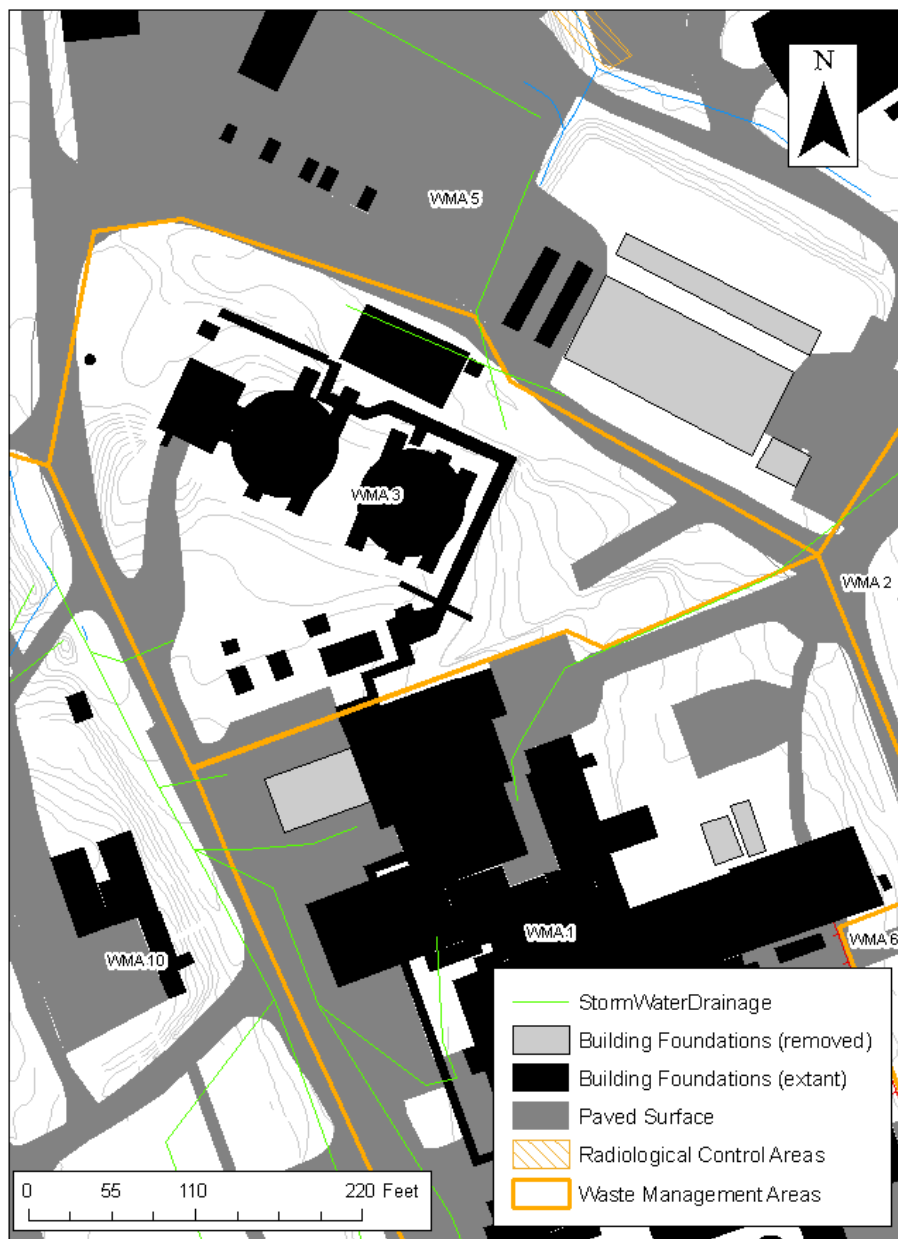 N
WMA 5
WMA 3
WMA 2
WMA 1
WMA 6
WMA 10
StormWaterDrainage
Building Foundations (removed)
Building Foundations (extant)
Paved Surface
Radiological Control Areas
Waste Management Areas
0 55 110 220 Feet